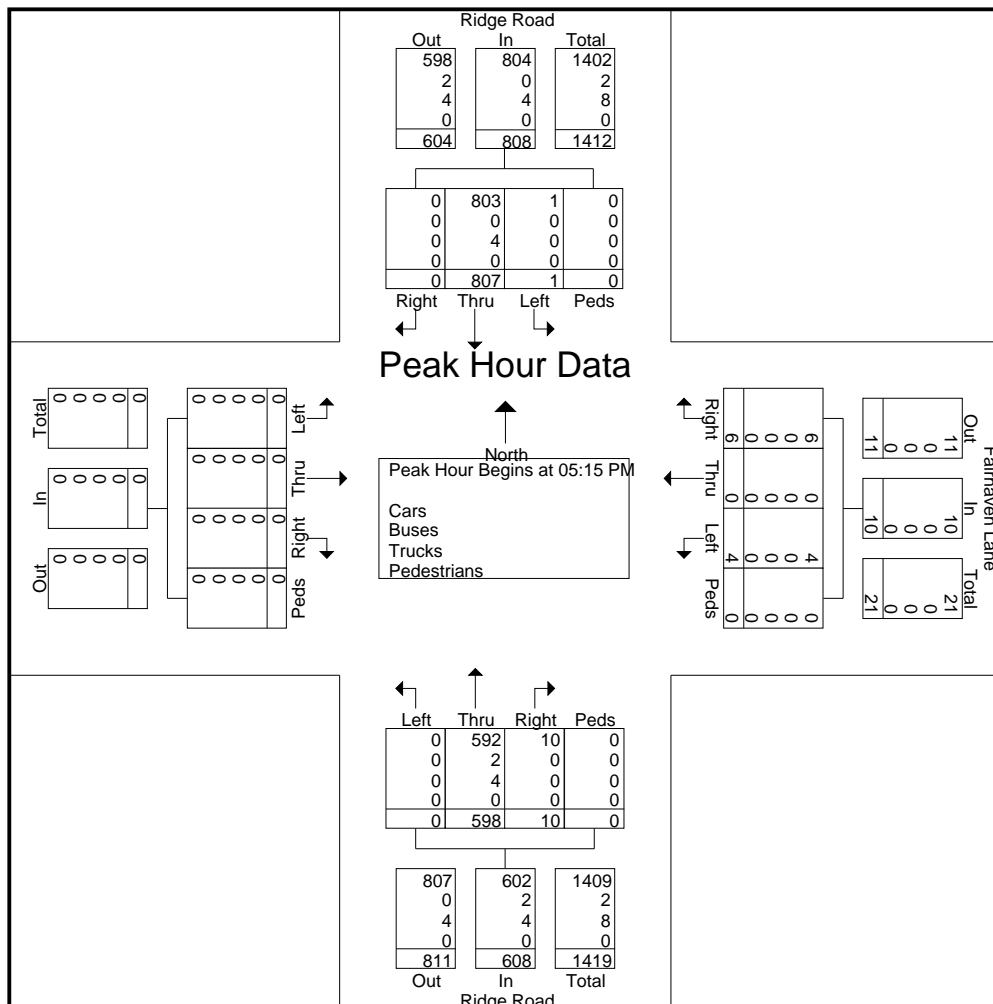 Ridge Road
Out In Total
598 804 1402
2 0 2
4 4 8
0 0 0
604 808 1412
0 803 1 0
0 0 0 0
0 4 0 0
0 0 0 0
0 807 1 0
Right Thru Left Peds
Peak Hour Data
Total
0 0 0 0 0
In
0 0 0 0 0
Out
0 0 0 0 0
Left
0 0 0 0 0
Thru
0 0 0 0 0
Right
0 0 0 0 0
Peds
0 0 0 0 0
North
Peak Hour Begins at 05:15 PM
Cars
Buses
Trucks
Pedestrians
Right
6 0 0 0 6
Thru
0 0 0 0 0
Left
4 0 0 0 4
Peds
0 0 0 0 0
Fairhaven Lane
Out
11 0 0 0 11
In
10 0 0 0 10
Total
21 0 0 0 21
Left Thru Right Peds
0 592 10 0
0 2 0 0
0 4 0 0
0 0 0 0
0 598 10 0
807 602 1409
0 2 2
4 4 8
0 0 0
811 608 1419
Out In Total
Ridge Road